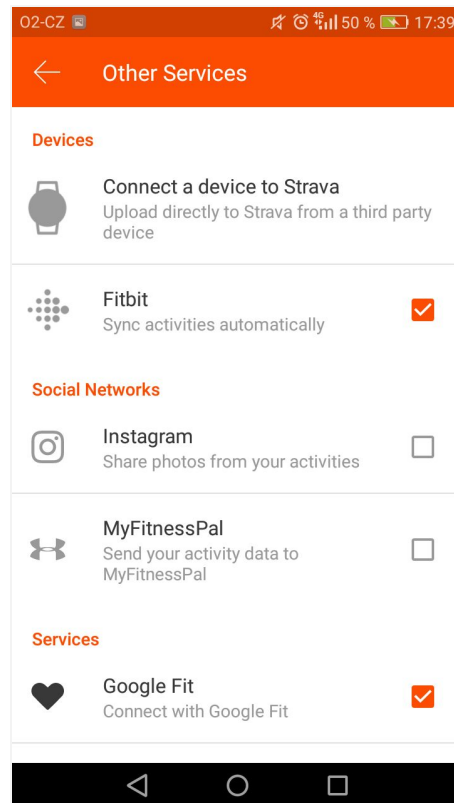 O2-CZ 4G 50 % 17:39
Other Services
Devices
Connect a device to Strava
Upload directly to Strava from a third party
device
Fitbit
Sync activities automatically
Social Networks
Instagram
Share photos from your activities
MyFitnessPal
Send your activity data to
MyFitnessPal
Services
Google Fit
Connect with Google Fit